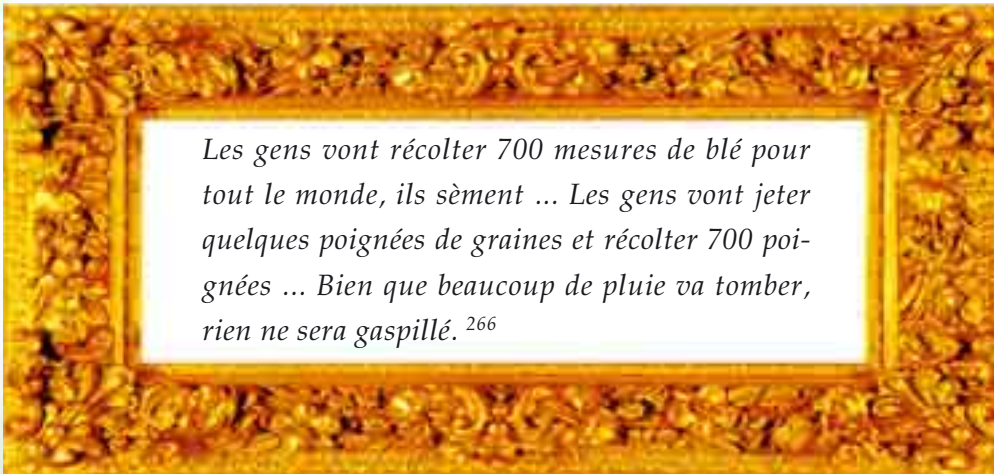 Les gens vont récolter 700 mesures de blé pour
tout le monde, ils sèment ... Les gens vont jeter
quelques poignées de graines et récolter 700 poi-
gnées ... Bien que beaucoup de pluie va tomber,
rien ne sera gaspillé. 266